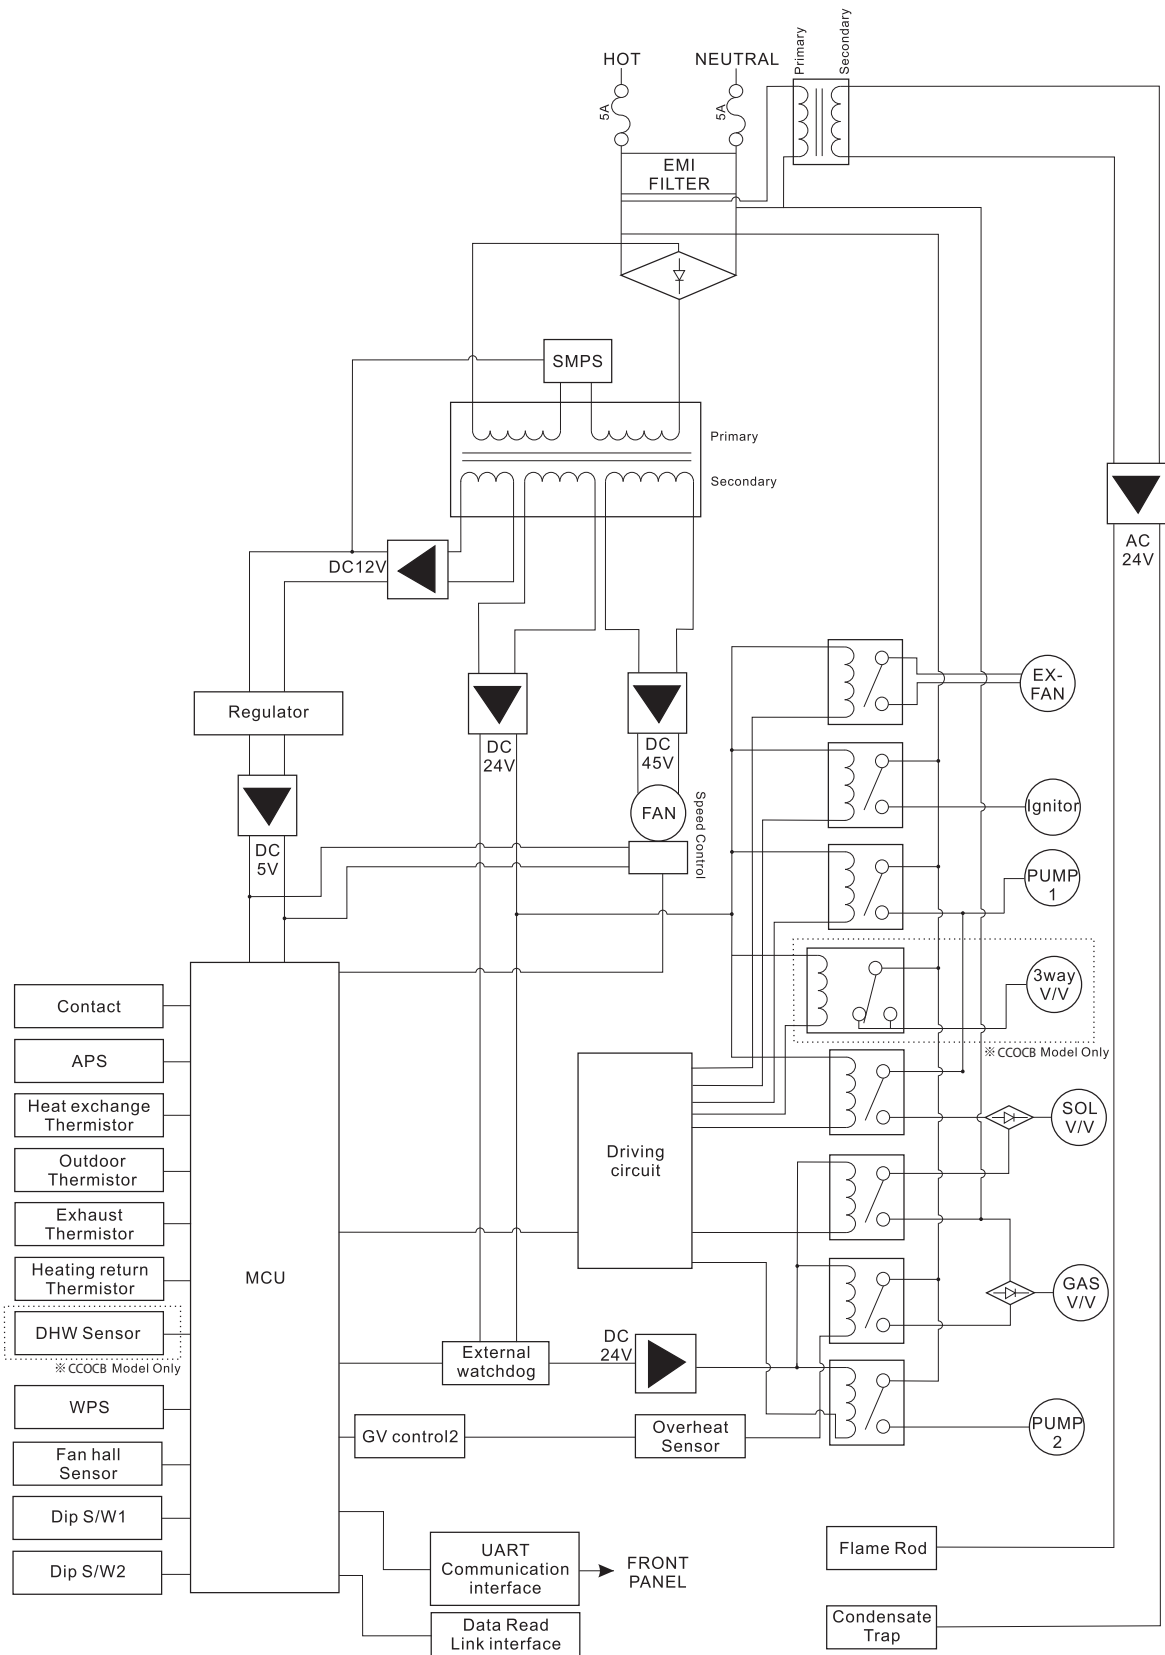 Primary
Secondary
HOT
NEUTRAL
5A
5A
EMI
FILTER
SMPS
Primary
Secondary
DC12V
AC
24V
Regulator
DC
24V
DC
45V
EX-
FAN
FAN
Speed Control
Ignitor
DC
5V
PUMP
1
3way
V/V
※CCOCB Model Only
Contact
APS
Heat exchange
Thermistor
Outdoor
Thermistor
Exhaust
Thermistor
Heating return
Thermistor
DHW Sensor
※CCOCB Model Only
WPS
Fan hall
Sensor
Dip S/W1
Dip S/W2
MCU
Driving
circuit
SOL
V/V
GAS
V/V
External
watchdog
DC
24V
GV control2
Overheat
Sensor
PUMP
2
UART
Communication
interface
FRONT
PANEL
Data Read
Link interface
Flame Rod
Condensate
Trap